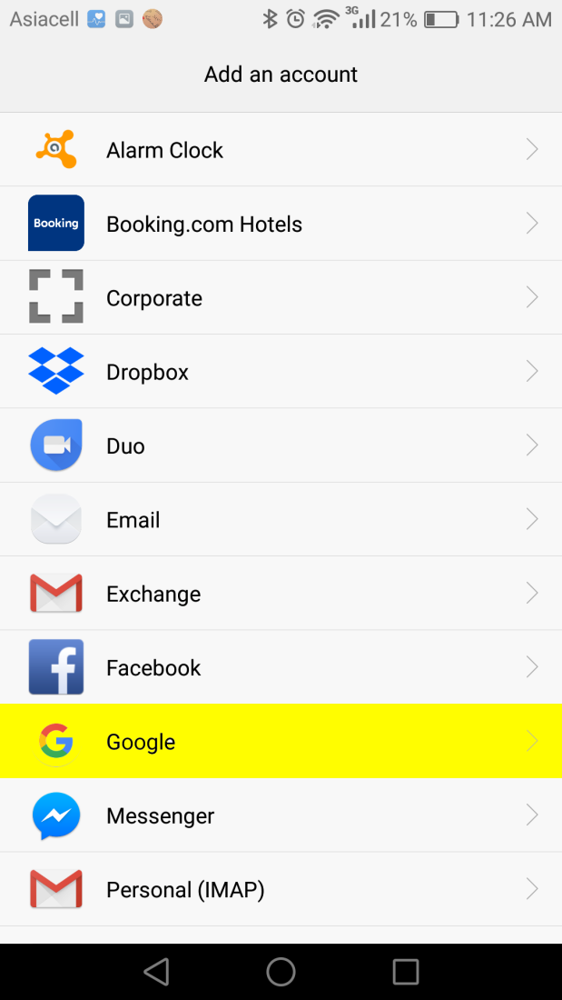 Asiacell 3G 21% 11:26 AM
Add an account
Alarm Clock
Booking
Booking.com Hotels
Corporate
Dropbox
Duo
Email
Exchange
Facebook
Google
Messenger
Personal (IMAP)